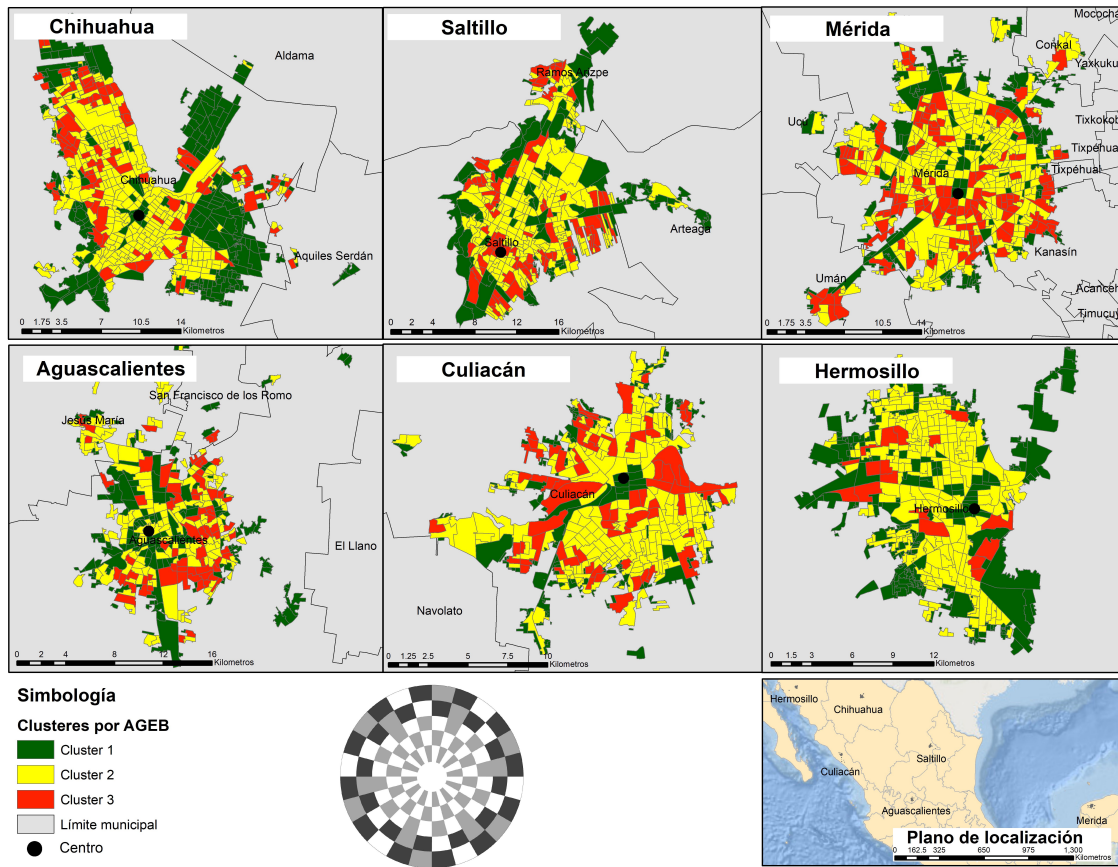 Chihuahua
Aldama
Chihuahua
Aquiles Serdán
0 1.75 3.5 7 10.5 14
Kilometros
Saltillo
Ramos Arizpe
Saltillo
Arteaga
0 2 4 8 12 16
Kilometros
Mérida
Mocochá
Conkal
Yaxkuku
Ucú
Tixkokob
Tixpéhual
Tixpéhual
Mérida
Kanasín
Umán
Acanceh
Timucuy
0 1.75 3.5 7 10.5 14
Kilometros
Aguascalientes
San Francisco de los Romo
Jesús María
Aguascalientes
El Llano
0 2 4 8 12 16
Kilometros
Culiacán
Culiacán
Navolato
0 1.25 2.5 5 7.5 10
Kilometros
Hermosillo
Hermosillo
0 1.5 3 6 9 12
Kilometros
Simbología
Clusteres por AGEB
Cluster 1
Cluster 2
Cluster 3
Límite municipal
Centro
Hermosillo
Chihuahua
Saltillo
Culiacán
Aguascalientes
Merida
Plano de localización
0 162.5 325 650 975 1,300
Kilometros